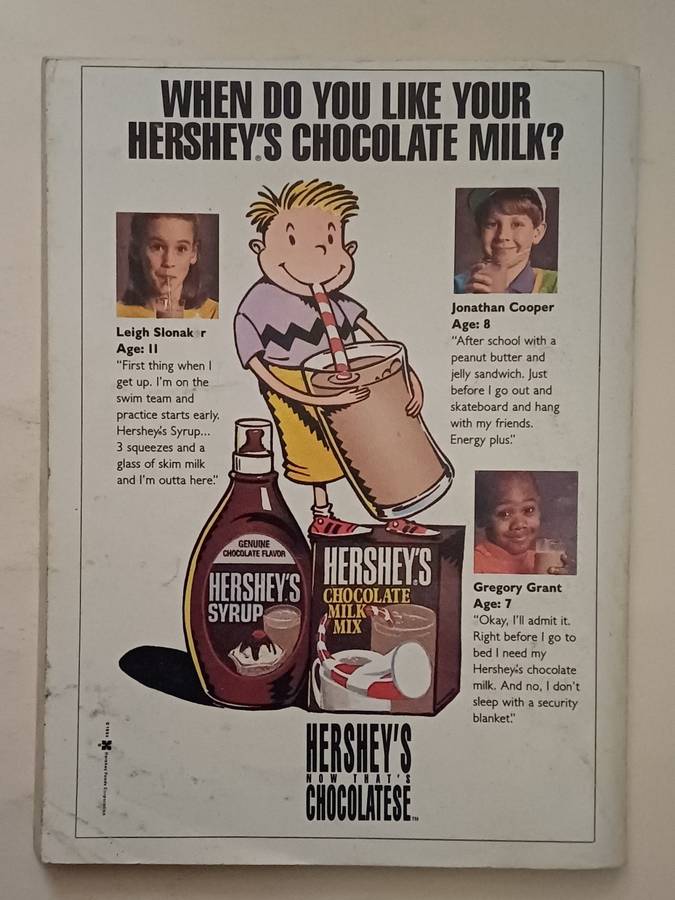 WHEN DO YOU LIKE YOUR
HERSHEY'S® CHOCOLATE MILK?
Leigh Slonak r
Age: 11
"First thing when I
get up. I'm on the
swim team and
practice starts early.
Hershey's Syrup...
3 squeezes and a
glass of skim milk
and I'm outta here."
Jonathan Cooper
Age: 8
"After school with a
peanut butter and
jelly sandwich. Just
before I go out and
skateboard and hang
with my friends.
Energy plus."
Gregory Grant
Age: 7
"Okay, I'll admit it.
Right before I go to
bed I need my
Hershey's chocolate
milk. And no, I don't
sleep with a security
blanket."
GENUINE
CHOCOLATE FLAVOR
HERSHEY'S
SYRUP
HERSHEY'S®
CHOCOLATE
MILK
MIX
HERSHEY'S
NOW THAT'S
CHOCOLATESE™
Hershey Foods Corporation